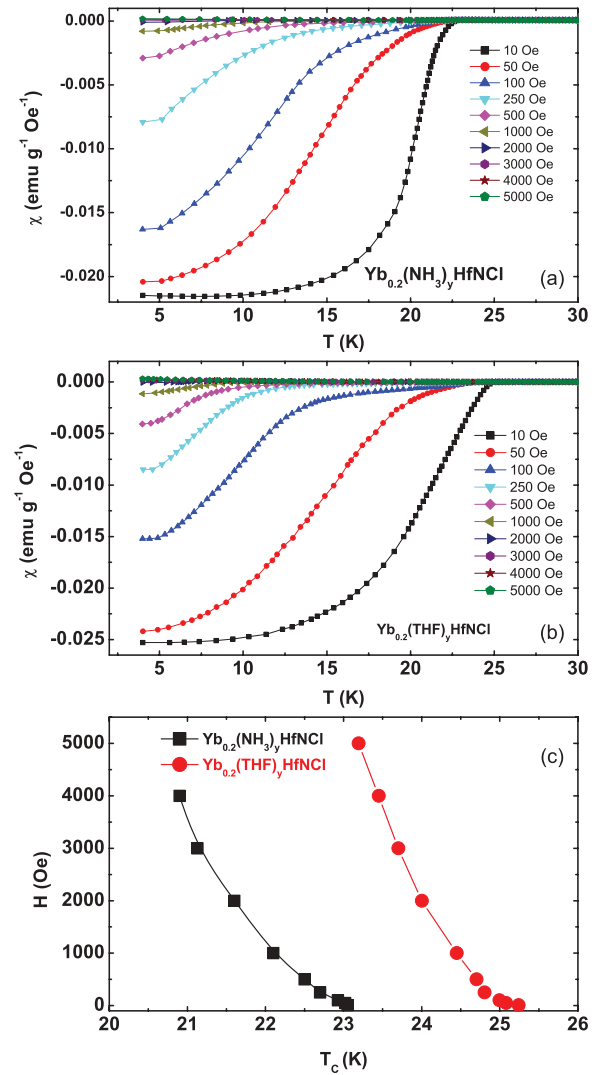 0.000
-0.005
-0.010
-0.015
-0.020
χ (emu g⁻¹ Oe⁻¹)
10 Oe
50 Oe
100 Oe
250 Oe
500 Oe
1000 Oe
2000 Oe
3000 Oe
4000 Oe
5000 Oe
Yb₀.₂(NH₃)yHfNCl
(a)
5 10 15 20 25 30
T (K)
0.000
-0.005
-0.010
-0.015
-0.020
-0.025
χ (emu g⁻¹ Oe⁻¹)
10 Oe
50 Oe
100 Oe
250 Oe
500 Oe
1000 Oe
2000 Oe
3000 Oe
4000 Oe
5000 Oe
Yb₀.₂(THF)yHfNCl
(b)
5 10 15 20 25 30
T (K)
Yb₀.₂(NH₃)yHfNCl
Yb₀.₂(THF)yHfNCl
(c)
5000
4000
3000
2000
1000
0
H (Oe)
20 21 22 23 24 25 26
T_C (K)